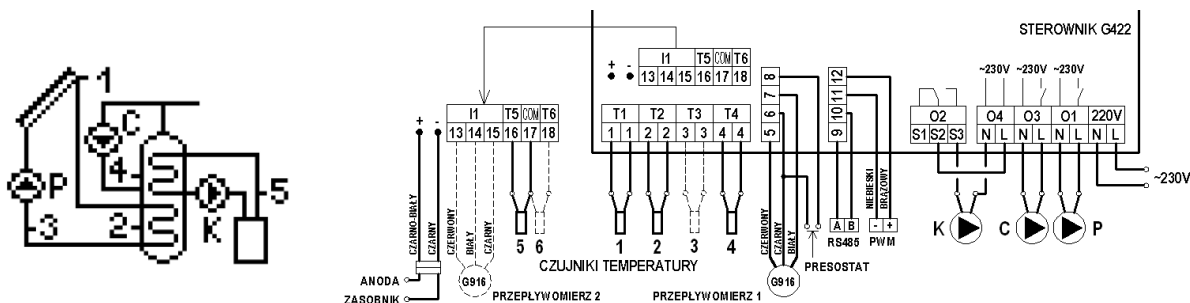 1
C
4
P
5
2
K
3
STEROWNIK G422
+ -
I1 T5 COM T6
13 14 15 16 17 18
+ -
I1 T5 COM T6
13 14 15 16 17 18
T1 T2 T3 T4
1 1 2 2 3 3 4 4
8
7
6
5
12
11
10
9
~230V ~230V ~230V
O2 O4 O3 O1 220V
S1 S2 S3 N L N L N L N L
~230V
CZARNO-BIAŁY
CZARNY
CZERWONY
BIAŁY
CZARNY
5 6
1 2 3 4
CZUJNIKI TEMPERATURY
CZERWONY
CZARNY
BIAŁY
NIEBIESKI
BRĄZOWY
A B
RS485
- +
PWM
K C P
PRESOSTAT
G916
G916
ANODA
ZASOBNIK
PRZEPŁYWOMIERZ 2
PRZEPŁYWOMIERZ 1